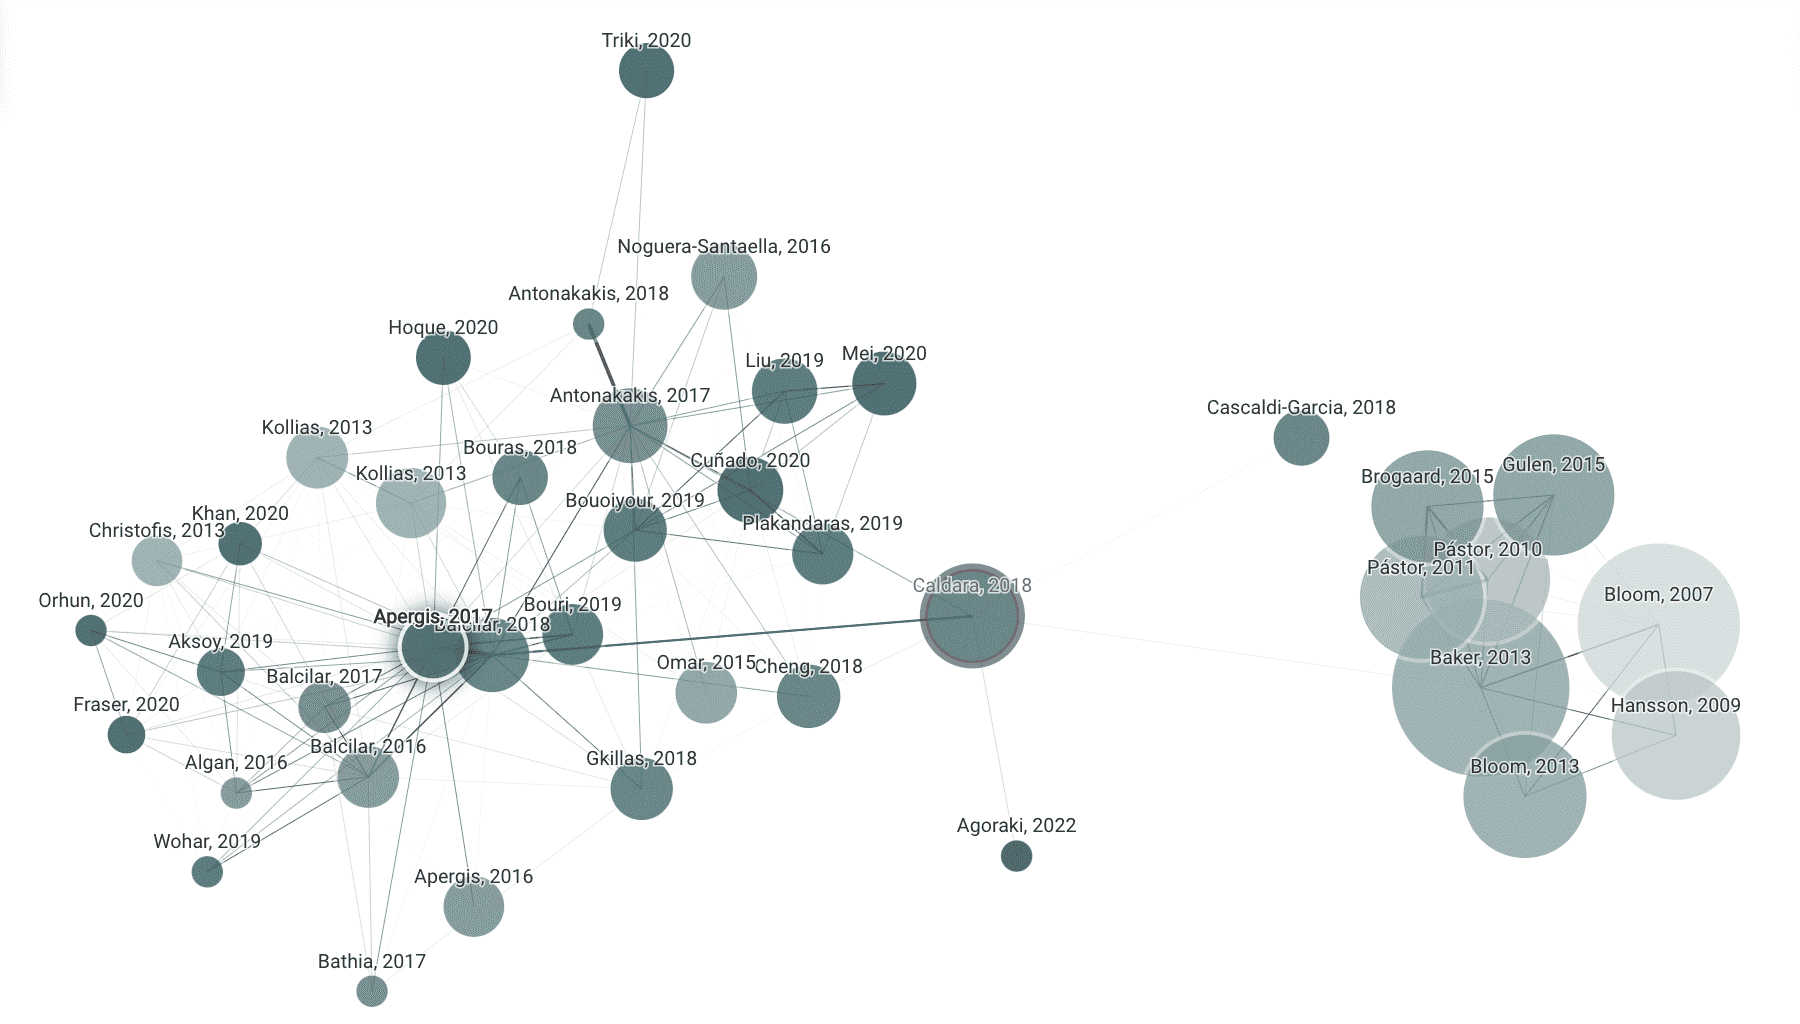 Triki, 2020
Noguera-Santaella, 2016
Antonakakis, 2018
Hoque, 2020
Liu, 2019
Mei, 2020
Antonakakis, 2017
Cascaldi-Garcia, 2018
Kollias, 2013
Bouras, 2018
Cuñado, 2020
Gulen, 2015
Kollias, 2013
Brogaard, 2015
Bouoiyour, 2019
Khan, 2020
Plakandaras, 2019
Christofis, 2013
Pástor, 2010
Pástor, 2011
Caldara, 2018
Bloom, 2007
Orhun, 2020
Bouri, 2019
Apergis, 2017
Balcilar, 2018
Aksoy, 2019
Baker, 2013
Omar, 2015
Cheng, 2018
Balcilar, 2017
Fraser, 2020
Hansson, 2009
Balcilar, 2016
Gkillas, 2018
Algan, 2016
Bloom, 2013
Agoraki, 2022
Wohar, 2019
Apergis, 2016
Bathia, 2017